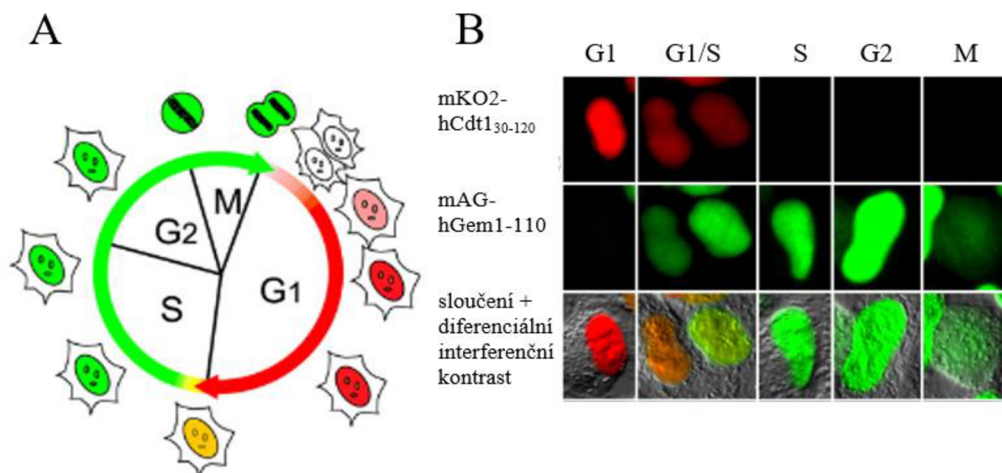 A
B
G1 G1/S S G2 M
M
G2
S
G1
mKO2-
hCdt1₃₀₋₁₂₀
mAG-
hGem1-110
sloučení +
diferenciální
interferenční
kontrast